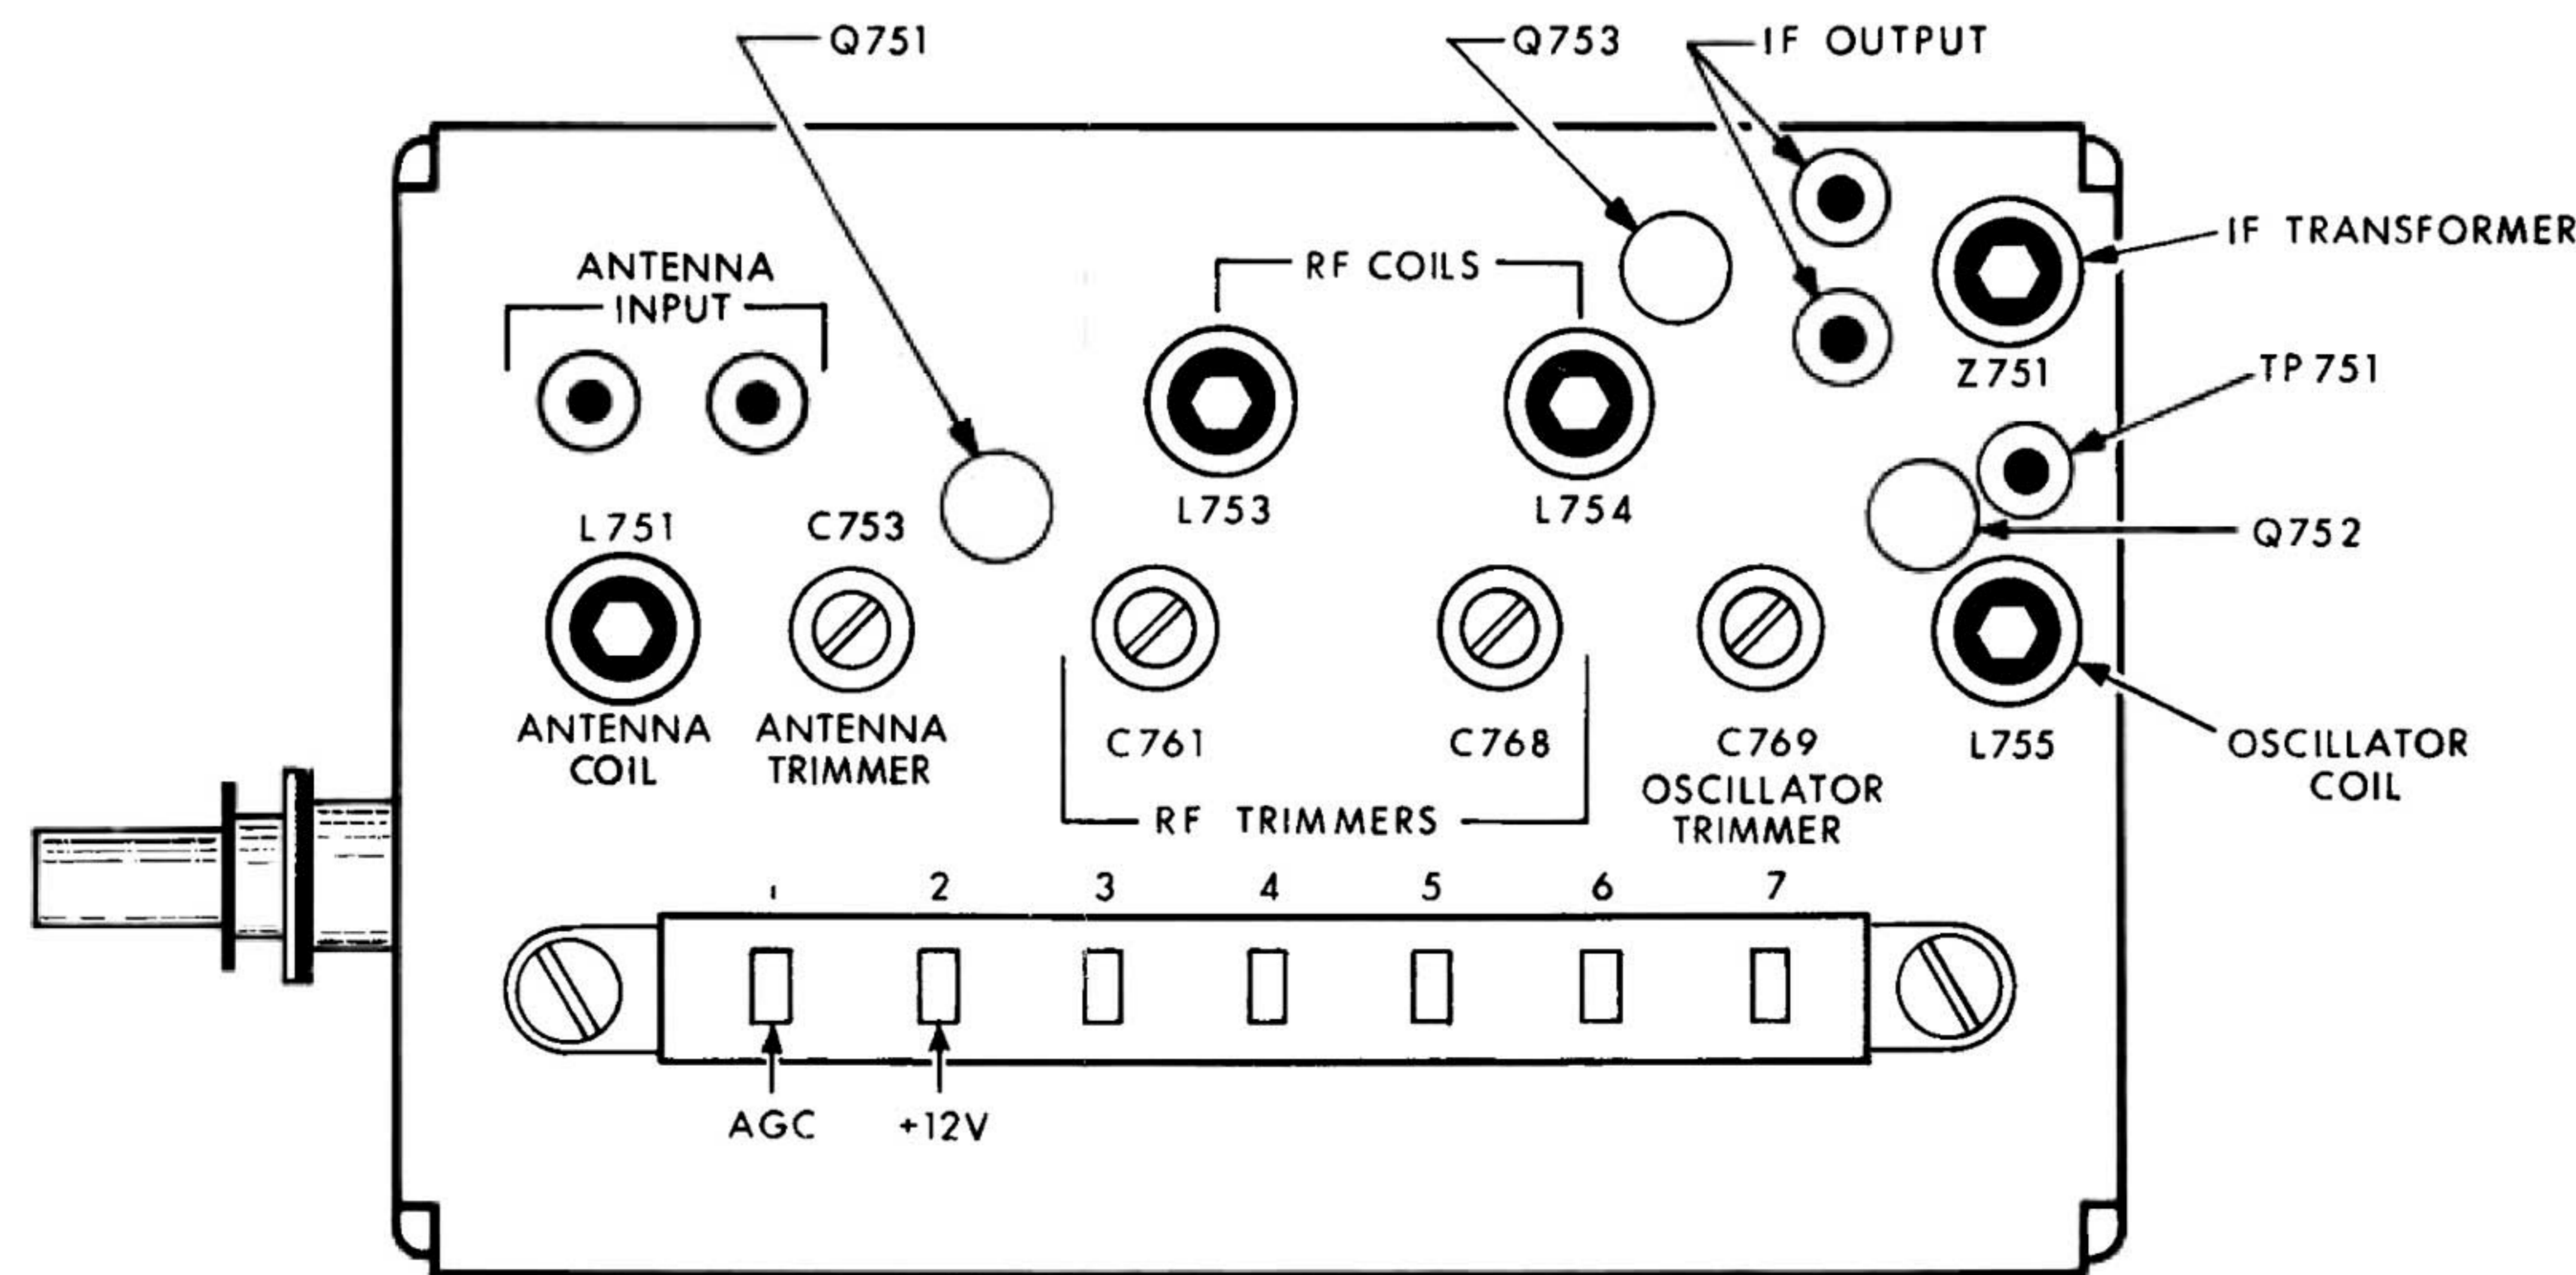 Q751
Q753
IF OUTPUT
IF TRANSFORMER
ANTENNA
INPUT
RF COILS
Z751
TP751
L751
C753
L753
L754
Q752
ANTENNA
COIL
ANTENNA
TRIMMER
C761
C768
C769
OSCILLATOR
TRIMMER
L755
OSCILLATOR
COIL
RF TRIMMERS
1 2 3 4 5 6 7
AGC
+12V